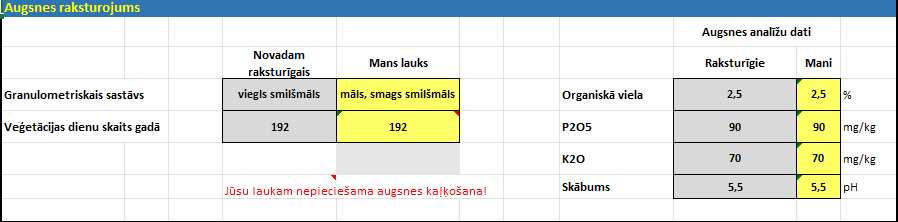 Augsnes raksturojums
Augsnes analīžu dati
Novadam raksturīgais
Mans lauks
Raksturīgie
Mani
Granulometriskais sastāvs
viegls smilšmāls
māls, smags smilšmāls
Organiskā viela
2,5
2,5
%
Veģetācijas dienu skaits gadā
192
192
P2O5
90
90
mg/kg
K2O
70
70
mg/kg
Jūsu laukam nepieciešama augsnes kaļķošana!
Skābums
5,5
5,5
pH